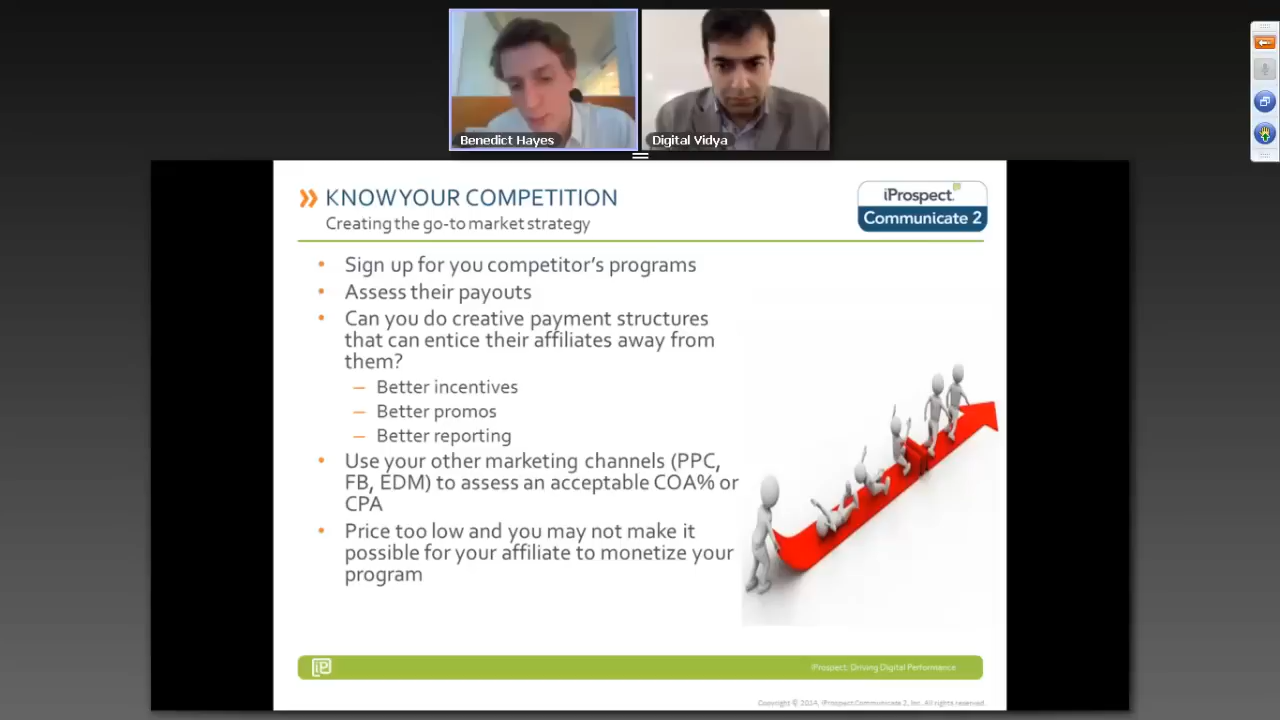 Benedict Hayes
Digital Vidya
KNOW YOUR COMPETITION
Creating the go-to market strategy
iProspect.
Communicate 2
• Sign up for you competitor’s programs
• Assess their payouts
• Can you do creative payment structures
that can entice their affiliates away from
them?
– Better incentives
– Better promos
– Better reporting
• Use your other marketing channels (PPC,
FB, EDM) to assess an acceptable COA% or
CPA
• Price too low and you may not make it
possible for your affiliate to monetize your
program
iP
iProspect: Driving Digital Performance
Copyright © 2014, iProspect Communicate 2, Inc. All rights reserved.